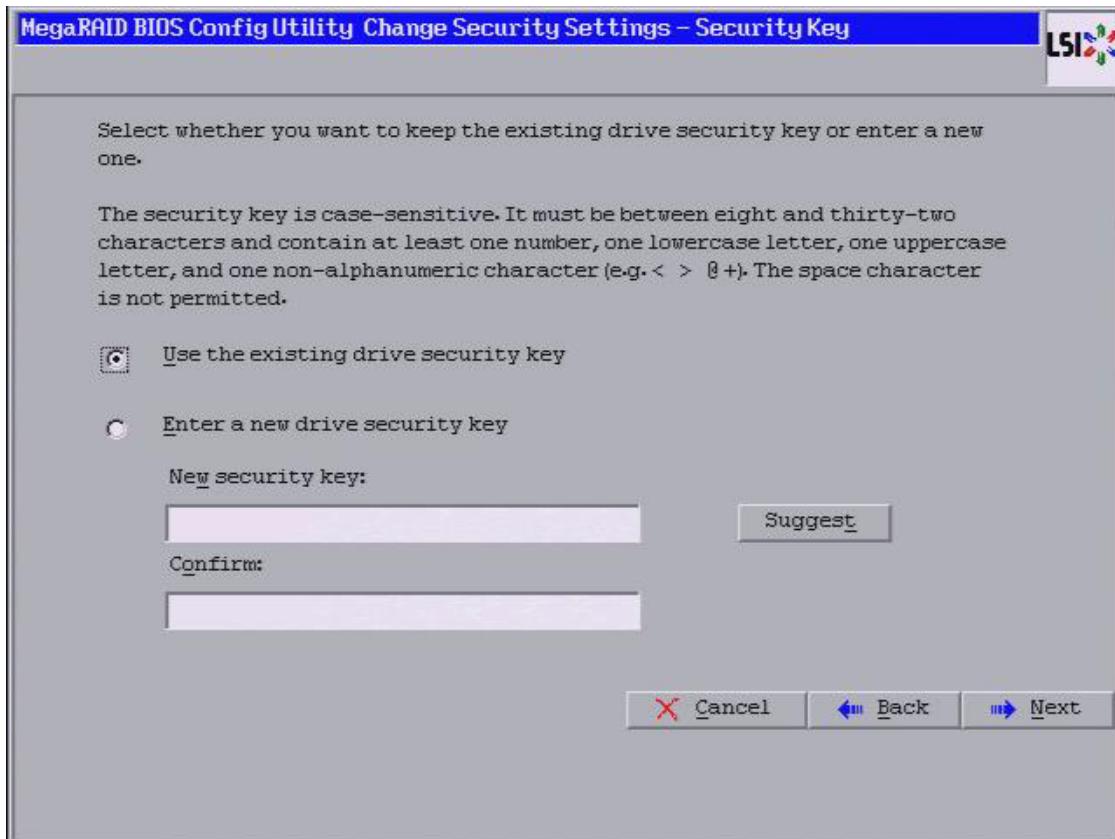 MegaRAID BIOS Config Utility Change Security Settings - Security Key
LSI
Select whether you want to keep the existing drive security key or enter a new
one.
The security key is case-sensitive. It must be between eight and thirty-two
characters and contain at least one number, one lowercase letter, one uppercase
letter, and one non-alphanumeric character (e.g. < > @ +). The space character
is not permitted.
Use the existing drive security key
Enter a new drive security key
New security key:
Suggest
Confirm:
Cancel Back Next